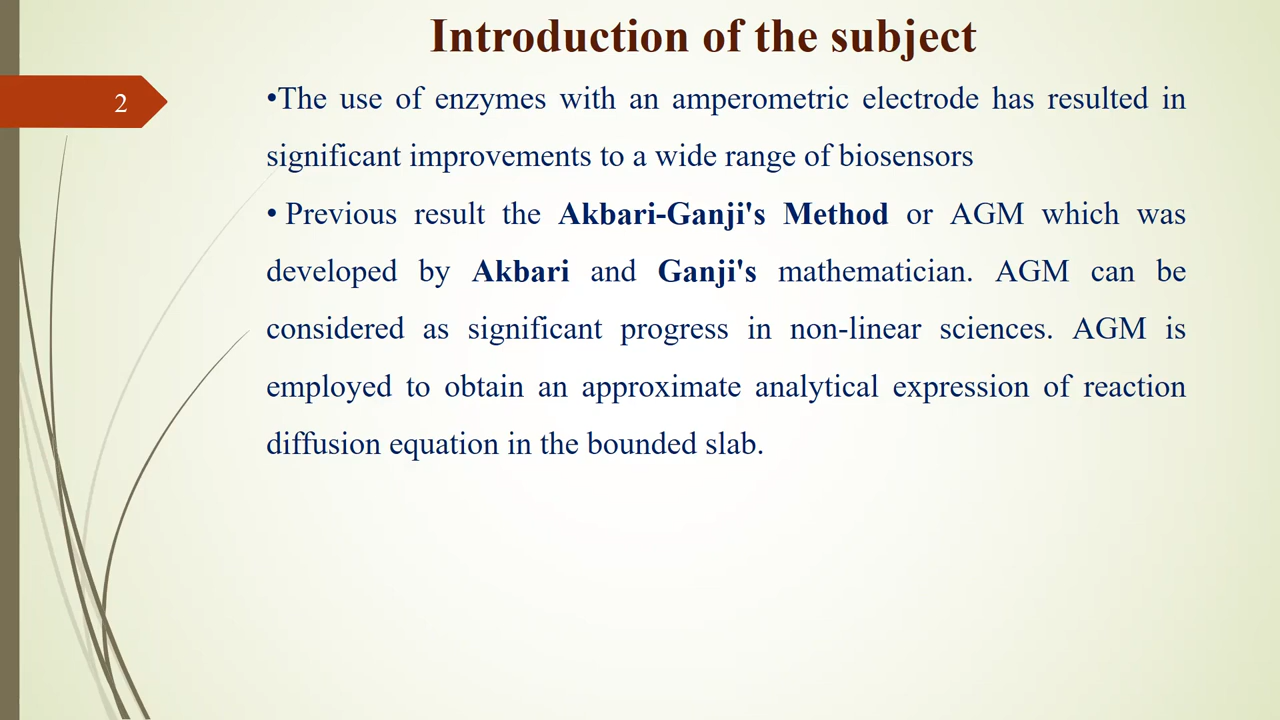 Introduction of the subject
2
•The use of enzymes with an amperometric electrode has resulted in
significant improvements to a wide range of biosensors
• Previous result the Akbari-Ganji's Method or AGM which was
developed by Akbari and Ganji's mathematician. AGM can be
considered as significant progress in non-linear sciences. AGM is
employed to obtain an approximate analytical expression of reaction
diffusion equation in the bounded slab.